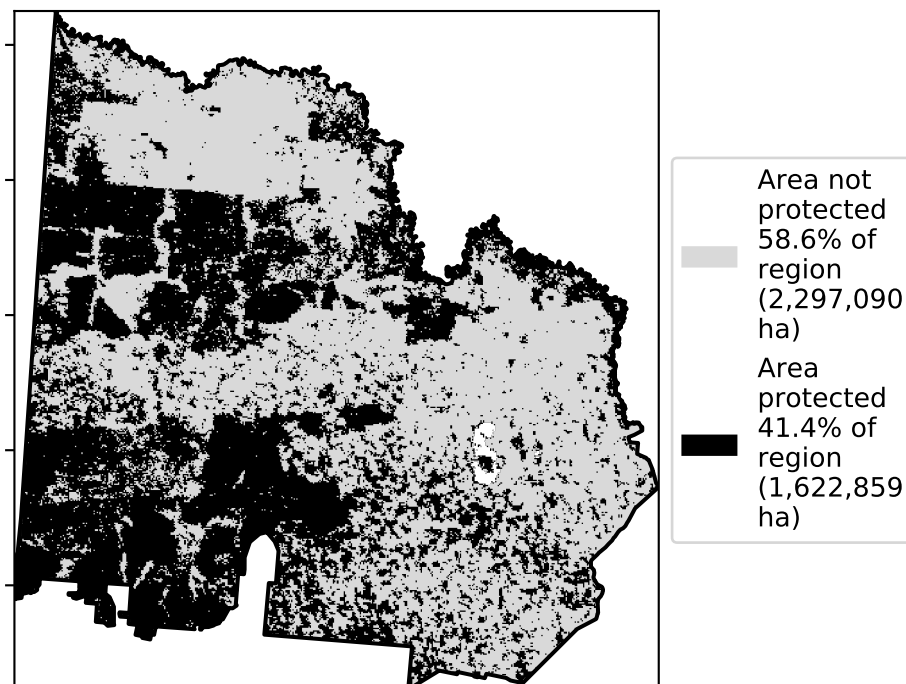 Area not
protected
58.6% of
region
(2,297,090
ha)
Area
protected
41.4% of
region
(1,622,859
ha)